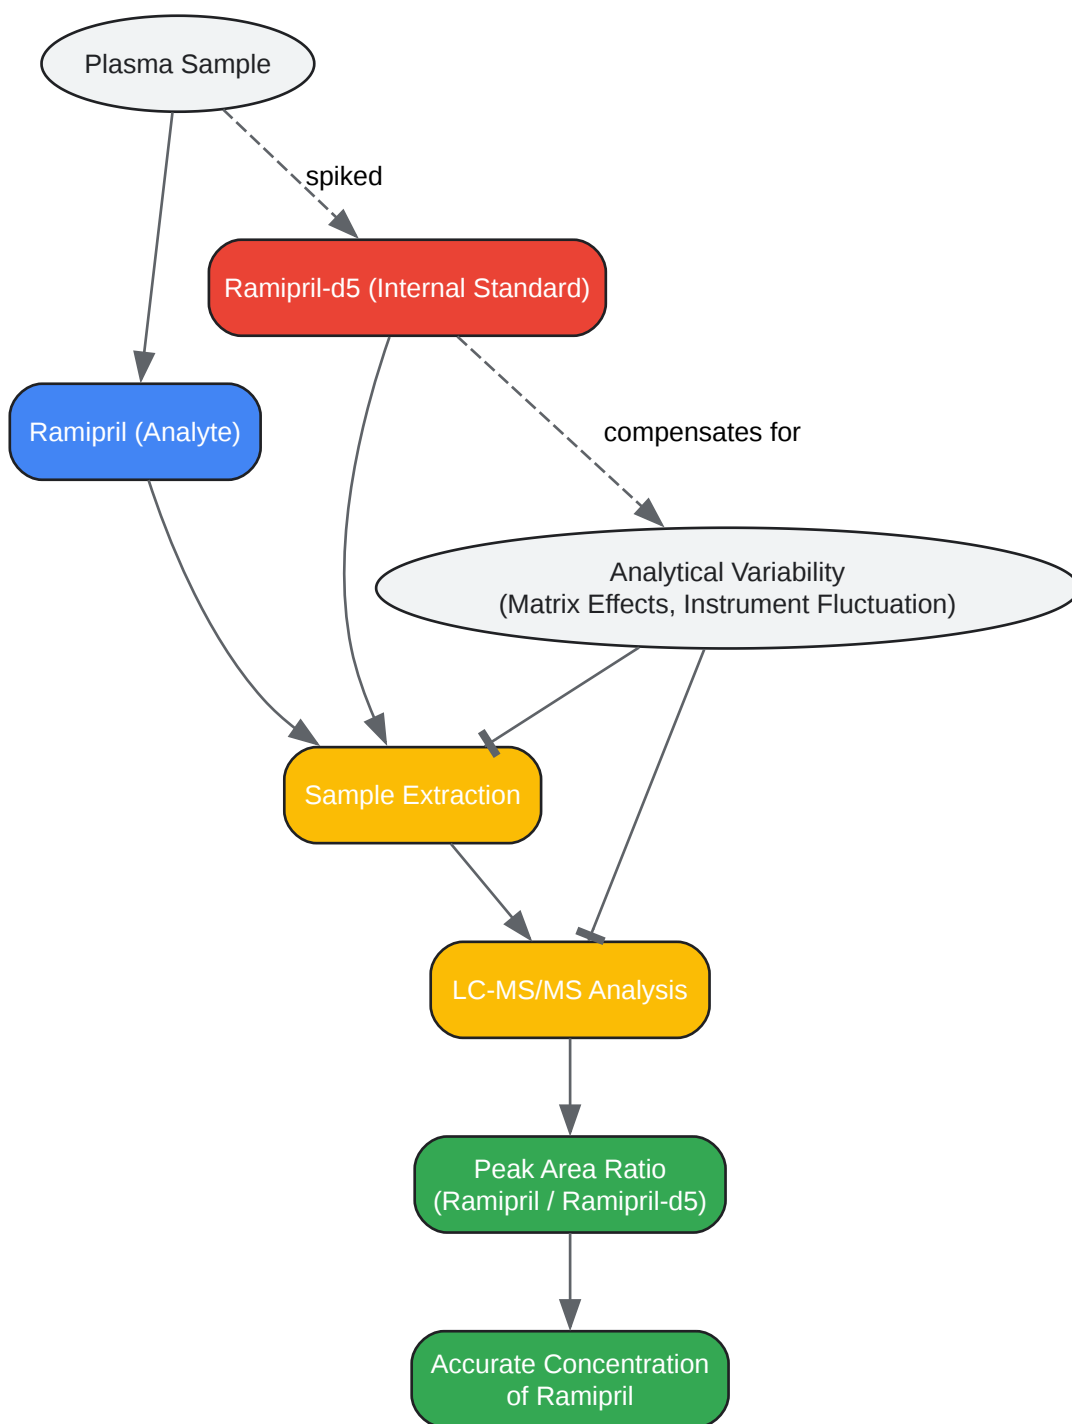 Plasma Sample
spiked
Ramipril-d5 (Internal Standard)
Ramipril (Analyte)
compensates for
Analytical Variability
(Matrix Effects, Instrument Fluctuation)
Sample Extraction
LC-MS/MS Analysis
Peak Area Ratio
(Ramipril / Ramipril-d5)
Accurate Concentration
of Ramipril